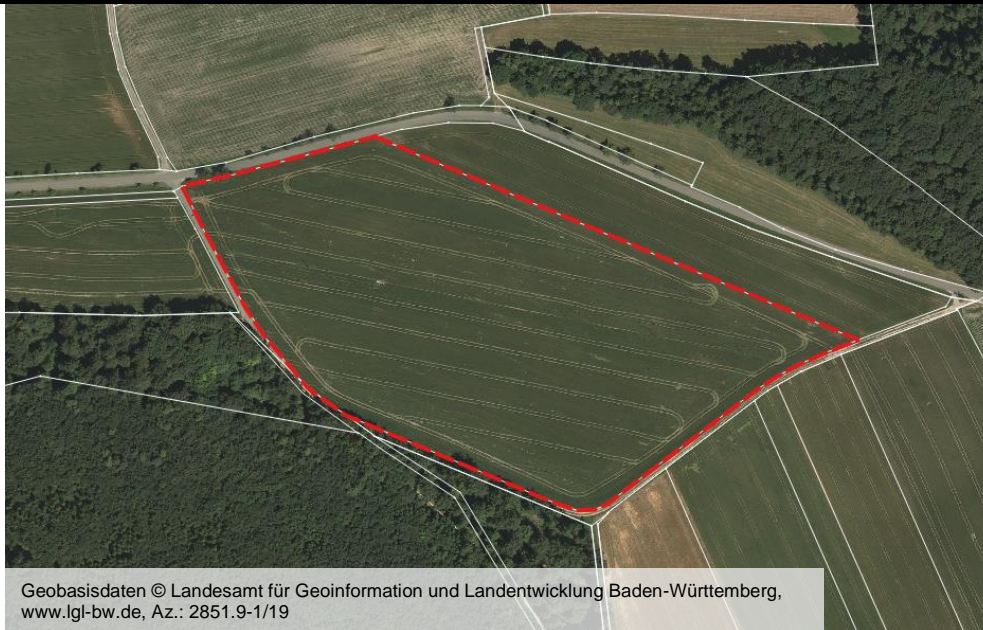 Geobasisdaten © Landesamt für Geoinformation und Landentwicklung Baden-Württemberg,
www.lgl-bw.de, Az.: 2851.9-1/19